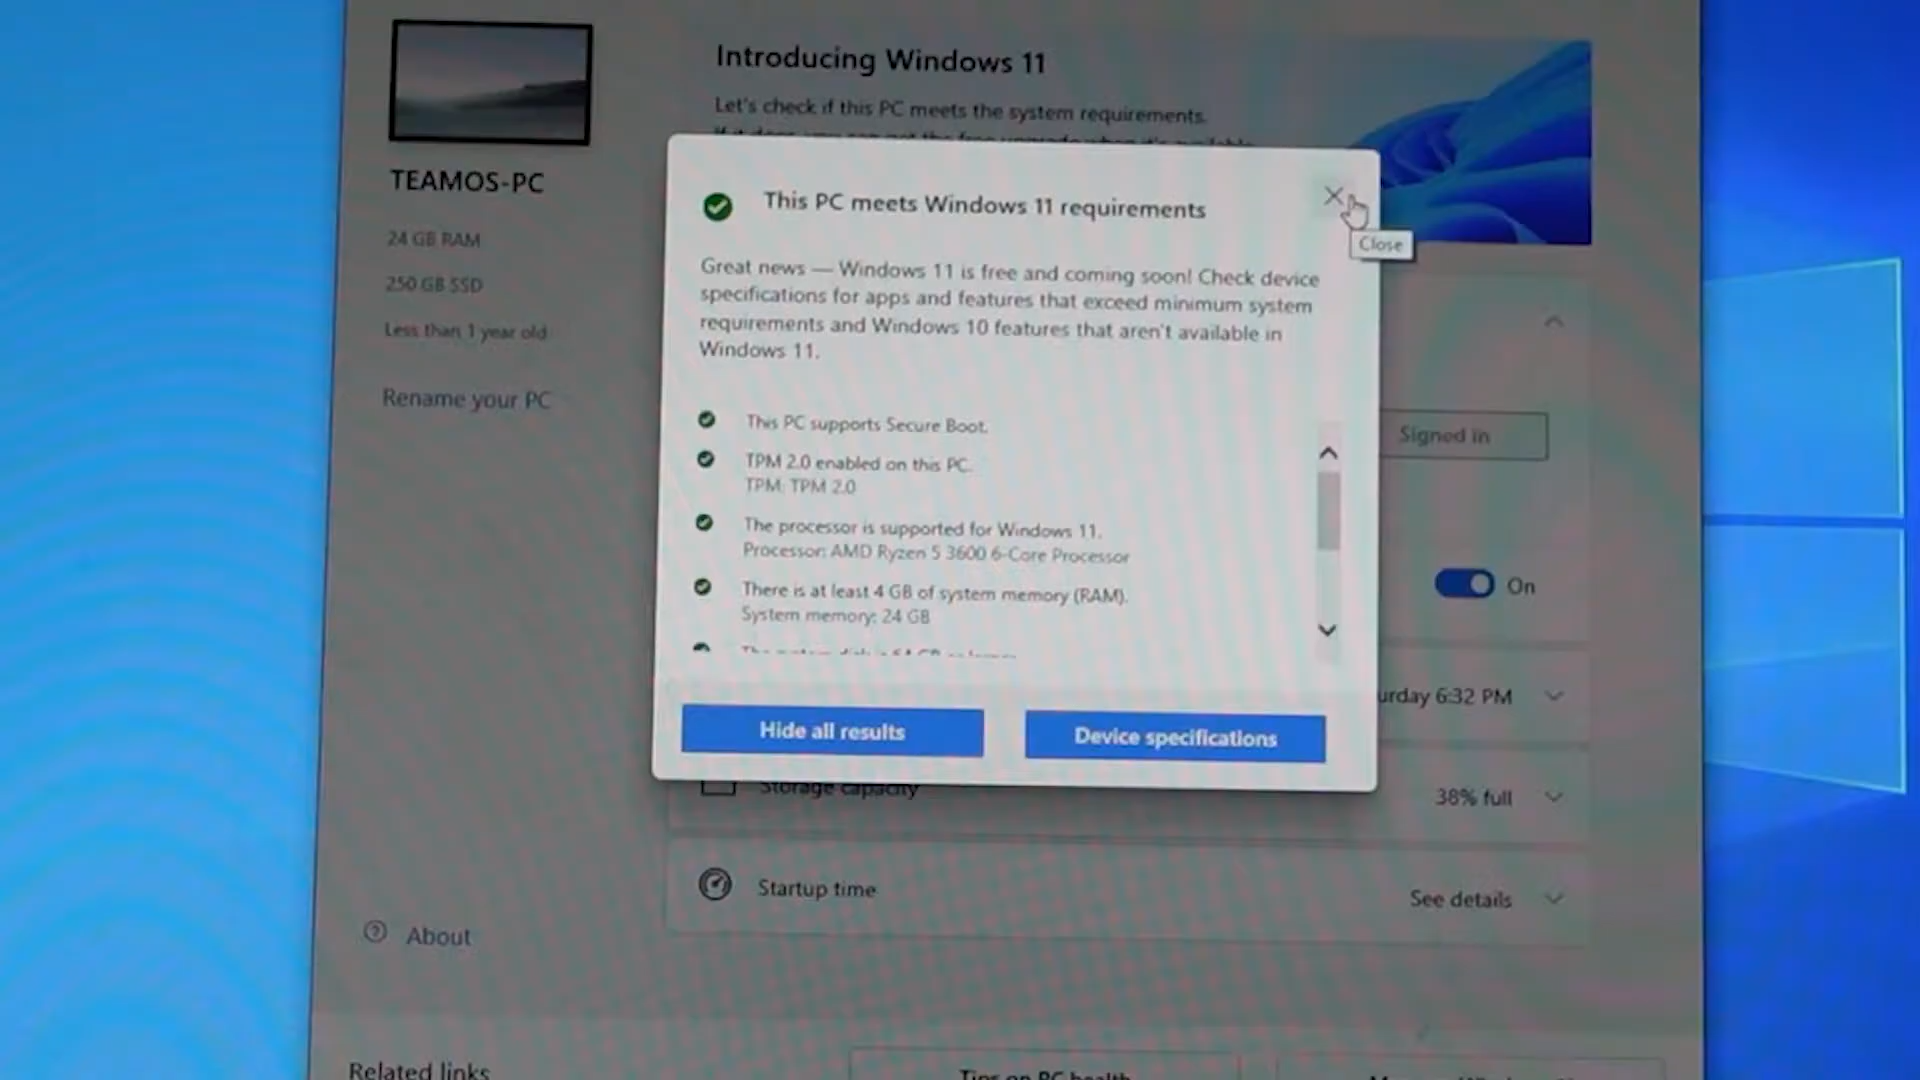 TEAMOS-PC
24 GB RAM
250 GB SSD
Less than 1 year old
Rename your PC
About
Related links
Introducing Windows 11
Let's check if this PC meets the system requirements.
This PC meets Windows 11 requirements
Close
Great news — Windows 11 is free and coming soon! Check device
specifications for apps and features that exceed minimum system
requirements and Windows 10 features that aren't available in
Windows 11.
This PC supports Secure Boot.
TPM 2.0 enabled on this PC.
TPM: TPM 2.0
The processor is supported for Windows 11.
Processor: AMD Ryzen 5 3600 6-Core Processor
There is at least 4 GB of system memory (RAM).
System memory: 24 GB
Hide all results
Device specifications
Signed in
On
urday 6:32 PM
Storage capacity
38% full
Startup time
See details
Tips on PC health